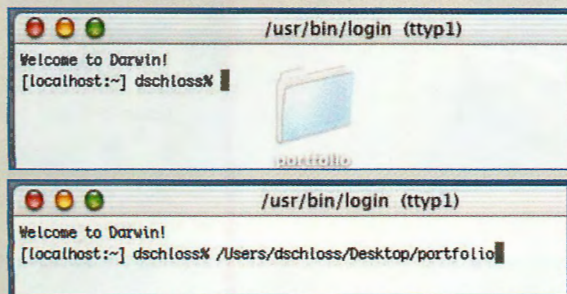 /usr/bin/login (ttyp1)
Welcome to Darwin!
[localhost:~] dschloss%
portfolio
/usr/bin/login (ttyp1)
Welcome to Darwin!
[localhost:~] dschloss% /Users/dschloss/Desktop/portfolio